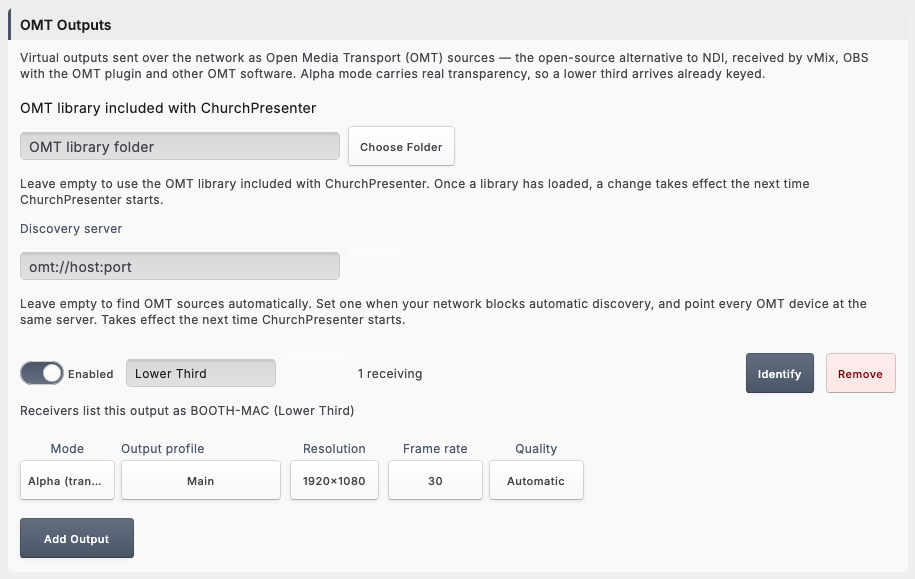 OMT Outputs
Virtual outputs sent over the network as Open Media Transport (OMT) sources — the open-source alternative to NDI, received by vMix, OBS
with the OMT plugin and other OMT software. Alpha mode carries real transparency, so a lower third arrives already keyed.
OMT library included with ChurchPresenter
OMT library folder
Choose Folder
Leave empty to use the OMT library included with ChurchPresenter. Once a library has loaded, a change takes effect the next time
ChurchPresenter starts.
Discovery server
omt://host:port
Leave empty to find OMT sources automatically. Set one when your network blocks automatic discovery, and point every OMT device at the
same server. Takes effect the next time ChurchPresenter starts.
Enabled
Lower Third
1 receiving
Identify
Remove
Receivers list this output as BOOTH-MAC (Lower Third)
Mode
Output profile
Resolution
Frame rate
Quality
Alpha (tran...
Main
1920×1080
30
Automatic
Add Output